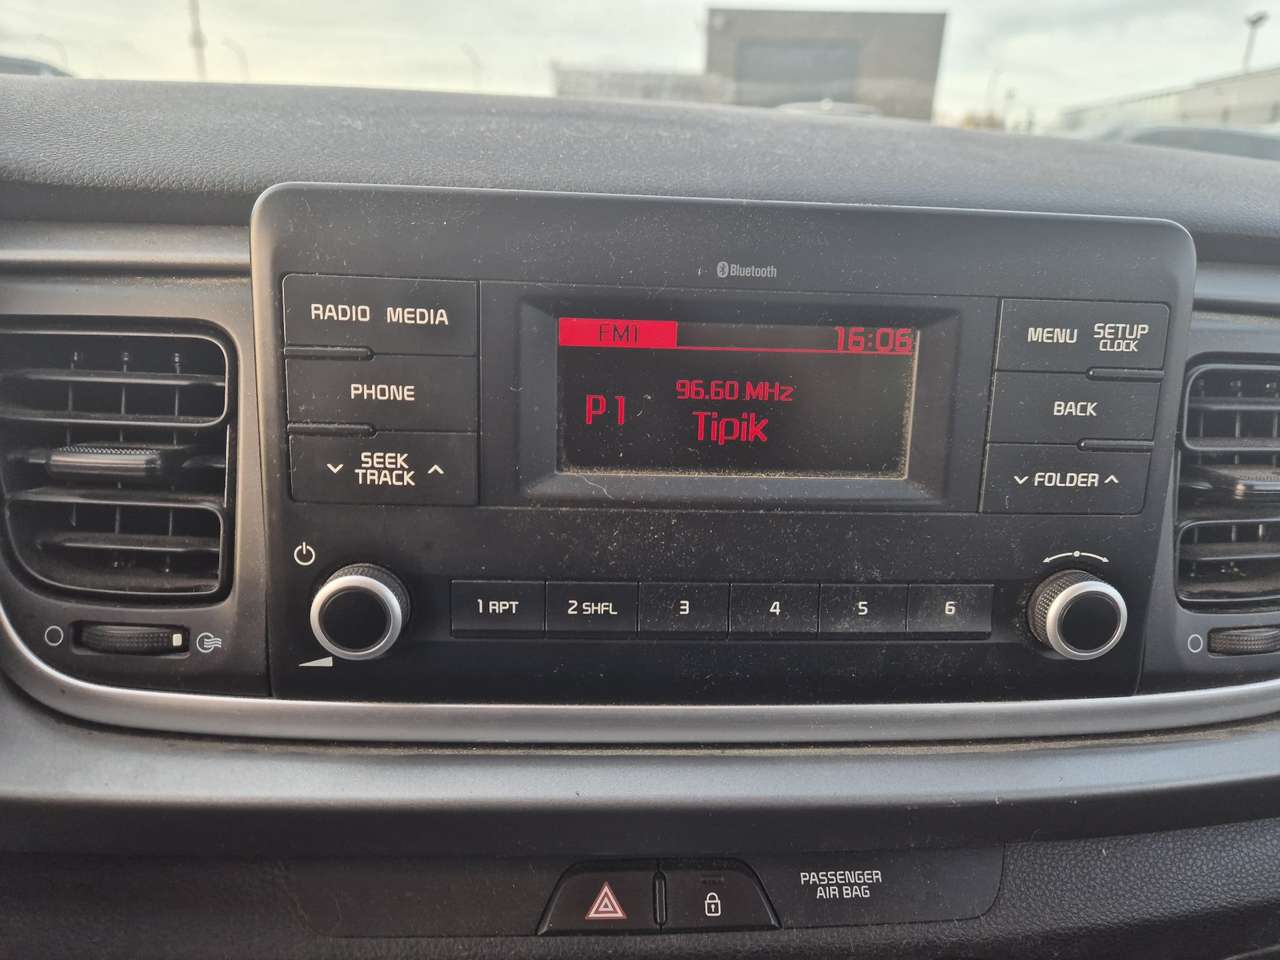 Bluetooth
RADIO MEDIA
PHONE
SEEK
TRACK
FM1 16:06
96.60 MHz
P1
Tipik
MENU SETUP
CLOCK
BACK
FOLDER
1 RPT 2 SHFL 3 4 5 6
PASSENGER
AIR BAG